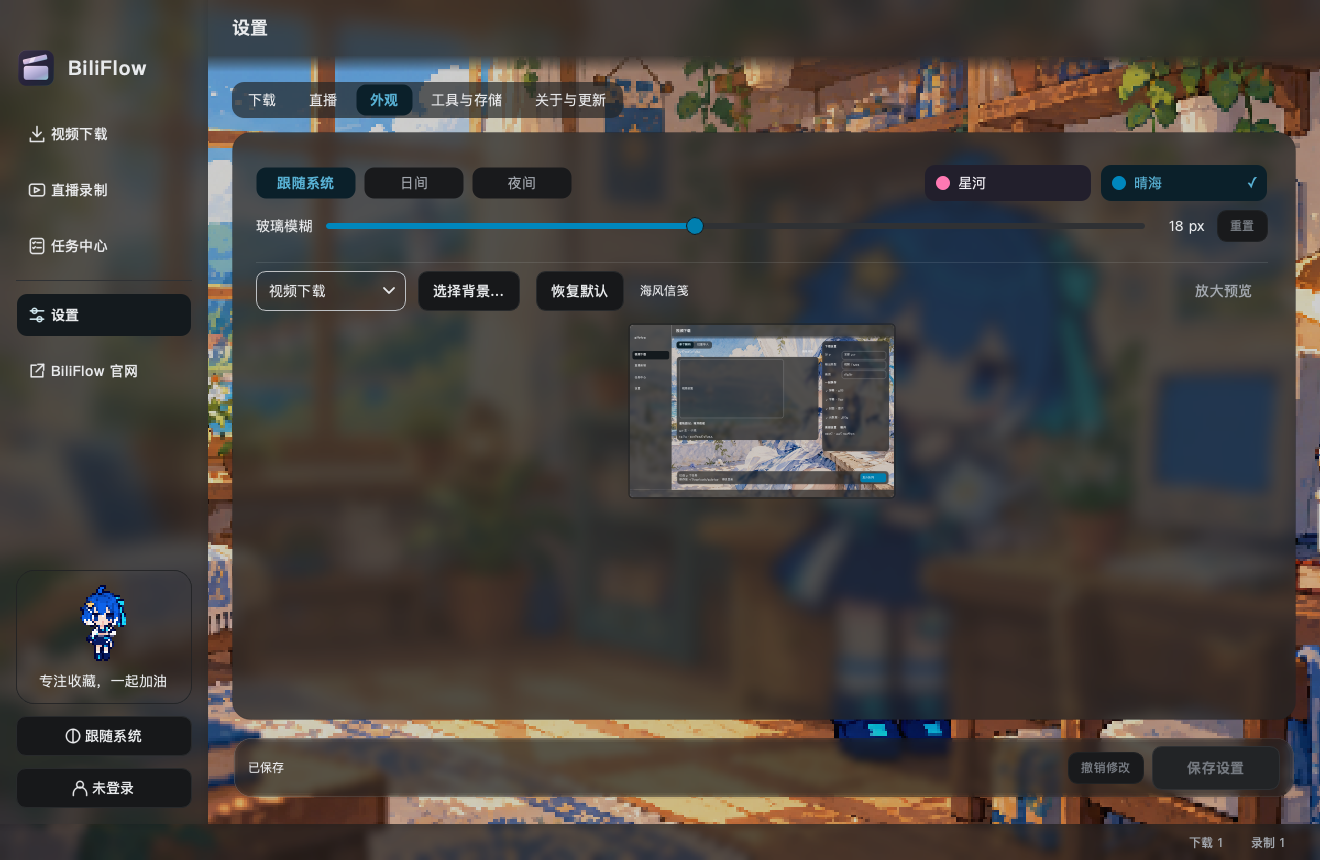 设置
BiliFlow
视频下载
直播录制
任务中心
设置
BiliFlow 官网
专注收藏，一起加油
跟随系统
未登录
下载 直播 外观 工具与存储 关于与更新
跟随系统 日间 夜间 星河 晴海
玻璃模糊 18 px 重置
视频下载 选择背景... 恢复默认 海风信笺 放大预览
已保存 撤销修改 保存设置
下载 1 录制 1